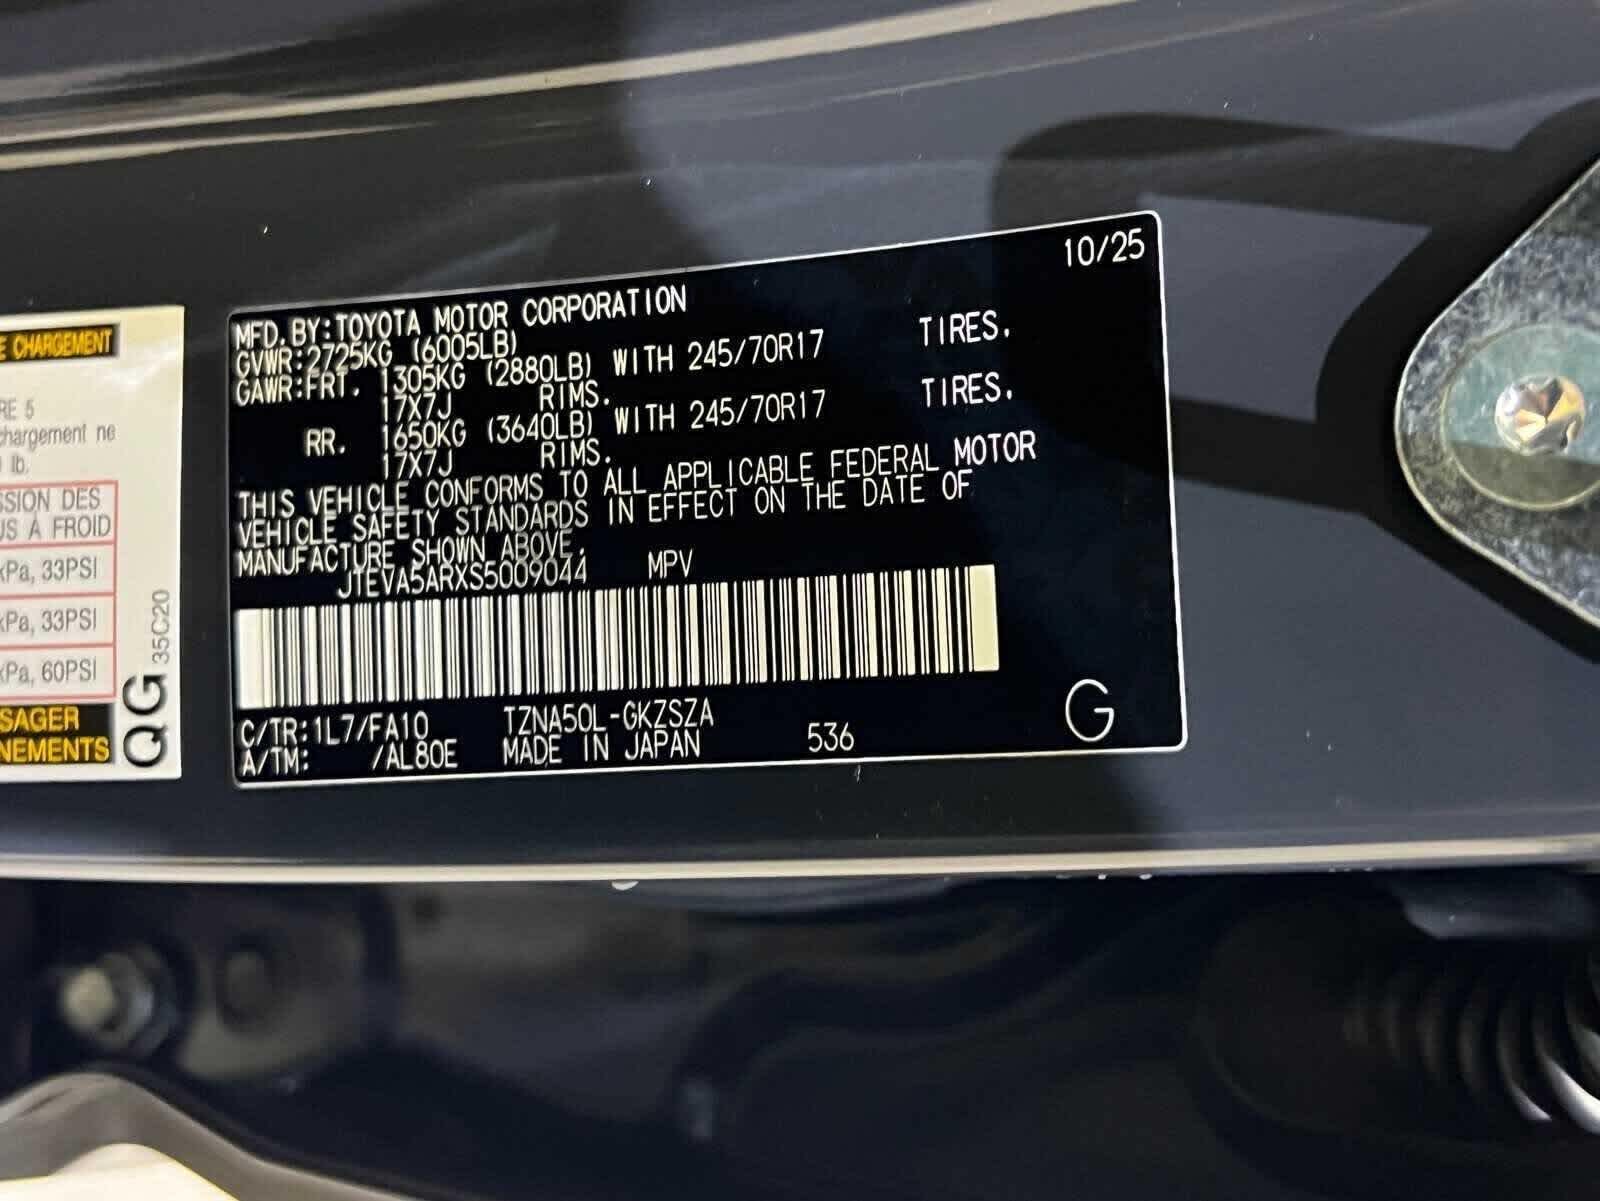 E CHARGEMENT
RE 5
chargement ne
lb.
SSION DES
US À FROID
kPa, 33PSI
kPa, 33PSI
kPa, 60PSI
SAGER
NEMENTS
QG 35C20
10/25
MFD.BY:TOYOTA MOTOR CORPORATION
GVWR:2725KG (6005LB)
GAWR:FRT. 1305KG (2880LB) WITH 245/70R17 TIRES.
17X7J RIMS.
RR. 1650KG (3640LB) WITH 245/70R17 TIRES.
17X7J RIMS.
THIS VEHICLE CONFORMS TO ALL APPLICABLE FEDERAL MOTOR
VEHICLE SAFETY STANDARDS IN EFFECT ON THE DATE OF
MANUFACTURE SHOWN ABOVE.
JTEVA5ARXS5009044 MPV
C/TR:1L7/FA10 TZNA50L-GKZSZA
A/TM: /AL80E MADE IN JAPAN 536
G